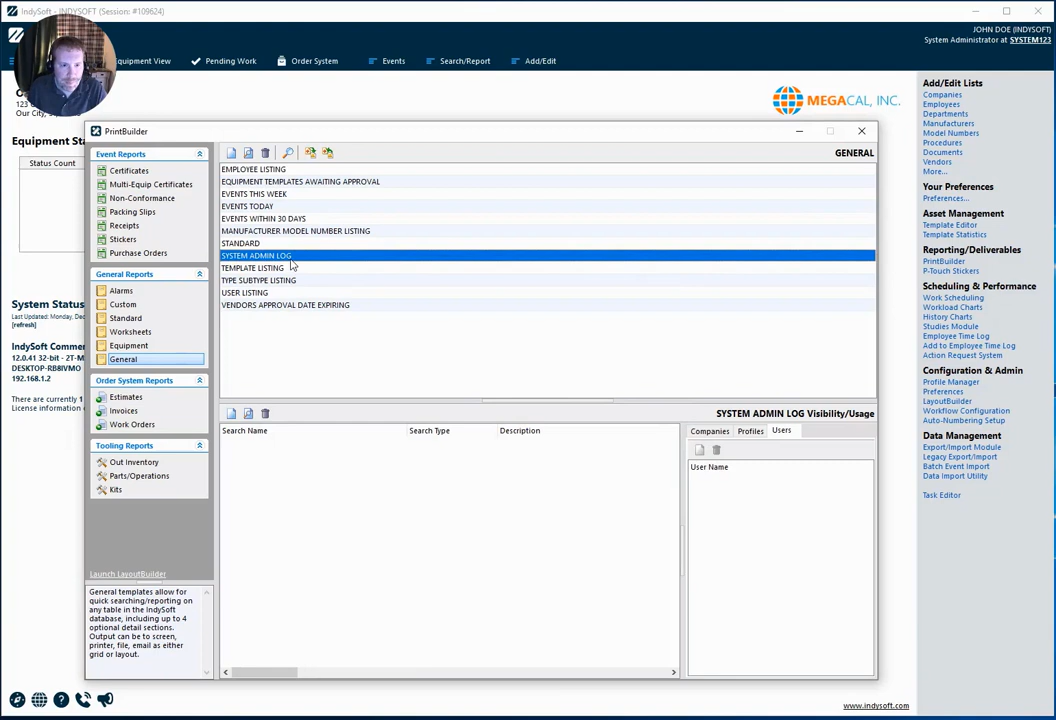 IndySoft - INDYSOFT (Session: #109624)
JOHN DOE (INDYSOFT)
System Administrator at SYSTEM123
quipment View
Pending Work
Order System
Events
Search/Report
Add/Edit
123
Our City,
MEGACAL, INC.
Equipment Sta
Status Count
System Status
Last Updated: Monday, Dec
[refresh]
IndySoft Commer
12.0.41 32-bit - 2T-M
DESKTOP-RB8IVMO
192.168.1.2
There are currently 1
License information
PrintBuilder
Event Reports
Certificates
Multi-Equip Certificates
Non-Conformance
Packing Slips
Receipts
Stickers
Purchase Orders
General Reports
Alarms
Custom
Standard
Worksheets
Equipment
General
Order System Reports
Estimates
Invoices
Work Orders
Tooling Reports
Out Inventory
Parts/Operations
Kits
Launch LayoutBuilder
General templates allow for
quick searching/reporting on
any table in the IndySoft
database, including up to 4
optional detail sections.
Output can be to screen,
printer, file, email as either
grid or layout.
GENERAL
EMPLOYEE LISTING
EQUIPMENT TEMPLATES AWAITING APPROVAL
EVENTS THIS WEEK
EVENTS TODAY
EVENTS WITHIN 30 DAYS
MANUFACTURER MODEL NUMBER LISTING
STANDARD
SYSTEM ADMIN LOG
TEMPLATE LISTING
TYPE SUBTYPE LISTING
USER LISTING
VENDORS APPROVAL DATE EXPIRING
SYSTEM ADMIN LOG Visibility/Usage
Search Name
Search Type
Description
Companies
Profiles
Users
User Name
Add/Edit Lists
Companies
Employees
Departments
Manufacturers
Model Numbers
Procedures
Documents
Vendors
More...
Your Preferences
Preferences...
Asset Management
Template Editor
Template Statistics
Reporting/Deliverables
PrintBuilder
P-Touch Stickers
Scheduling & Performance
Work Scheduling
Workload Charts
History Charts
Studies Module
Employee Time Log
Add to Employee Time Log
Action Request System
Configuration & Admin
Profile Manager
Preferences
LayoutBuilder
Workflow Configuration
Auto-Numbering Setup
Data Management
Export/Import Module
Legacy Export/Import
Batch Event Import
Data Import Utility
Task Editor
www.indysoft.com